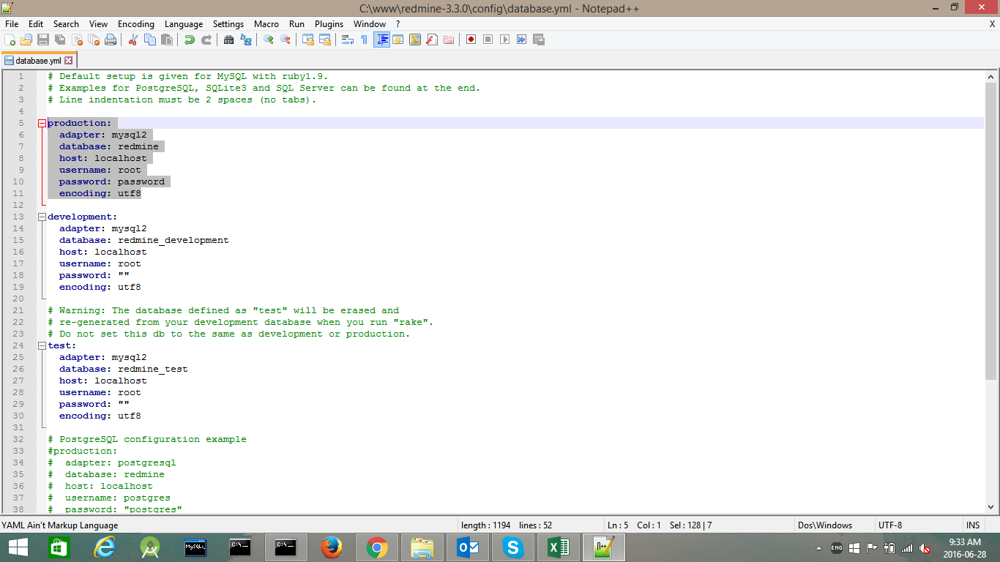 C:\www\redmine-3.3.0\config\database.yml - Notepad++
File Edit Search View Encoding Language Settings Macro Run Plugins Window ? X
database.yml
1 # Default setup is given for MySQL with ruby1.9.
2 # Examples for PostgreSQL, SQLite3 and SQL Server can be found at the end.
3 # Line indentation must be 2 spaces (no tabs).
4
5 production:
6   adapter: mysql2
7   database: redmine
8   host: localhost
9   username: root
10   password: password
11   encoding: utf8
12
13 development:
14   adapter: mysql2
15   database: redmine_development
16   host: localhost
17   username: root
18   password: ""
19   encoding: utf8
20
21 # Warning: The database defined as "test" will be erased and
22 # re-generated from your development database when you run "rake".
23 # Do not set this db to the same as development or production.
24 test:
25   adapter: mysql2
26   database: redmine_test
27   host: localhost
28   username: root
29   password: ""
30   encoding: utf8
31
32 # PostgreSQL configuration example
33 #production:
34 #  adapter: postgresql
35 #  database: redmine
36 #  host: localhost
37 #  username: postgres
38 #  password: "postgres"
YAML Ain't Markup Language length : 1194 lines : 52 Ln : 5 Col : 1 Sel : 128 | 7 Dos\Windows UTF-8 INS
ENG 9:33 AM
2016-06-28